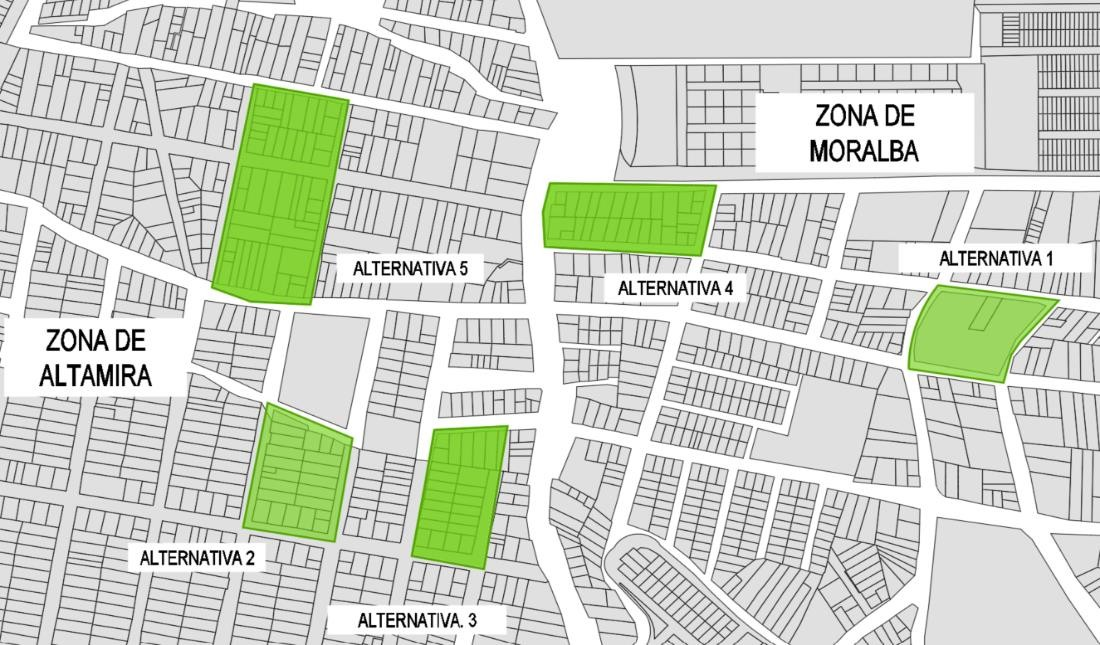 ZONA DE
MORALBA
ALTERNATIVA 1
ALTERNATIVA 5
ALTERNATIVA 4
ZONA DE
ALTAMIRA
ALTERNATIVA 2
ALTERNATIVA. 3